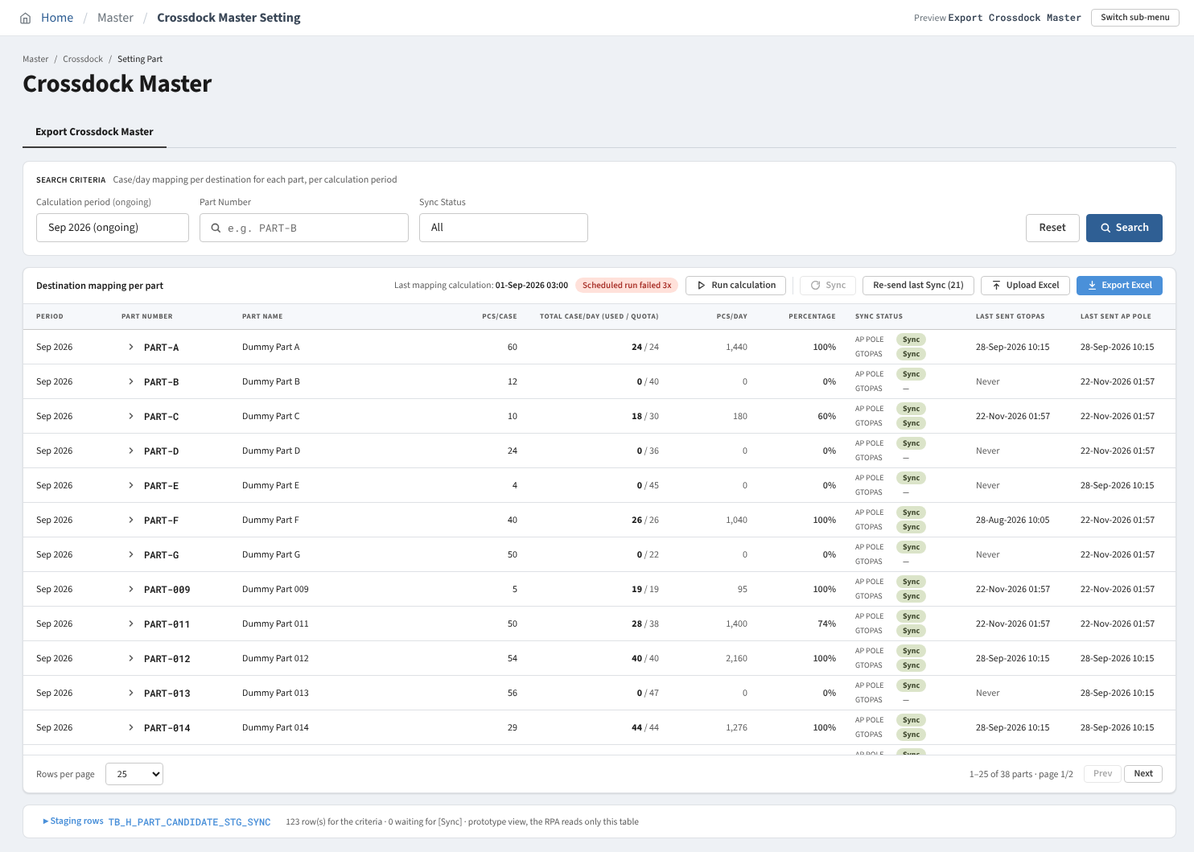 Home / Master / Crossdock Master Setting Preview Export Crossdock Master Switch sub-menu
Master / Crossdock / Setting Part
Crossdock Master
Export Crossdock Master
SEARCH CRITERIA Case/day mapping per destination for each part, per calculation period
Calculation period (ongoing) Part Number Sync Status
Sep 2026 (ongoing) e.g. PART-B All Reset Search
Destination mapping per part Last mapping calculation: 01-Sep-2026 03:00 Scheduled run failed 3x Run calculation Sync Re-send last Sync (21) Upload Excel Export Excel
PERIOD PART NUMBER PART NAME PCS/CASE TOTAL CASE/DAY (USED / QUOTA) PCS/DAY PERCENTAGE SYNC STATUS LAST SENT GTOPAS LAST SENT AP POLE
Sep 2026 PART-A Dummy Part A 60 24 / 24 1,440 100% AP POLE Sync GTOPAS Sync 28-Sep-2026 10:15 28-Sep-2026 10:15
Sep 2026 PART-B Dummy Part B 12 0 / 40 0 0% AP POLE Sync GTOPAS — Never 22-Nov-2026 01:57
Sep 2026 PART-C Dummy Part C 10 18 / 30 180 60% AP POLE Sync GTOPAS Sync 22-Nov-2026 01:57 22-Nov-2026 01:57
Sep 2026 PART-D Dummy Part D 24 0 / 36 0 0% AP POLE Sync GTOPAS — Never 22-Nov-2026 01:57
Sep 2026 PART-E Dummy Part E 4 0 / 45 0 0% AP POLE Sync GTOPAS — Never 28-Sep-2026 10:15
Sep 2026 PART-F Dummy Part F 40 26 / 26 1,040 100% AP POLE Sync GTOPAS Sync 28-Aug-2026 10:05 22-Nov-2026 01:57
Sep 2026 PART-G Dummy Part G 50 0 / 22 0 0% AP POLE Sync GTOPAS — Never 22-Nov-2026 01:57
Sep 2026 PART-009 Dummy Part 009 5 19 / 19 95 100% AP POLE Sync GTOPAS Sync 22-Nov-2026 01:57 22-Nov-2026 01:57
Sep 2026 PART-011 Dummy Part 011 50 28 / 38 1,400 74% AP POLE Sync GTOPAS Sync 22-Nov-2026 01:57 22-Nov-2026 01:57
Sep 2026 PART-012 Dummy Part 012 54 40 / 40 2,160 100% AP POLE Sync GTOPAS Sync 28-Sep-2026 10:15 28-Sep-2026 10:15
Sep 2026 PART-013 Dummy Part 013 56 0 / 47 0 0% AP POLE Sync GTOPAS — Never 28-Sep-2026 10:15
Sep 2026 PART-014 Dummy Part 014 29 44 / 44 1,276 100% AP POLE Sync GTOPAS Sync 28-Sep-2026 10:15 28-Sep-2026 10:15
Rows per page 25 1–25 of 38 parts · page 1/2 Prev Next
Staging rows TB_H_PART_CANDIDATE_STG_SYNC 123 row(s) for the criteria · 0 waiting for [Sync] · prototype view, the RPA reads only this table